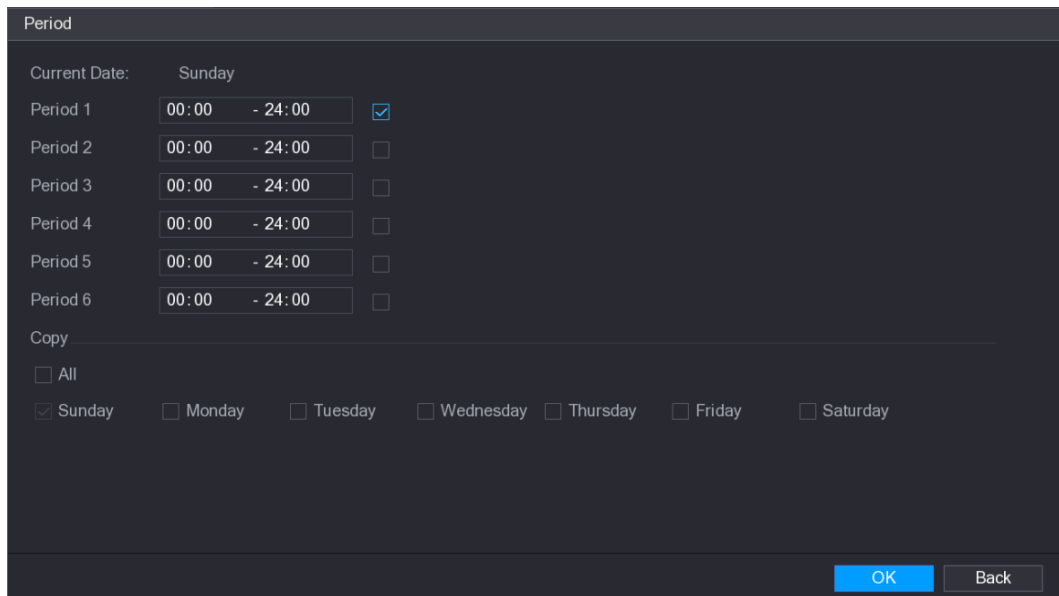 Period
Current Date: Sunday
Period 1 00:00 - 24:00
Period 2 00:00 - 24:00
Period 3 00:00 - 24:00
Period 4 00:00 - 24:00
Period 5 00:00 - 24:00
Period 6 00:00 - 24:00
Copy
All
Sunday Monday Tuesday Wednesday Thursday Friday Saturday
OK Back